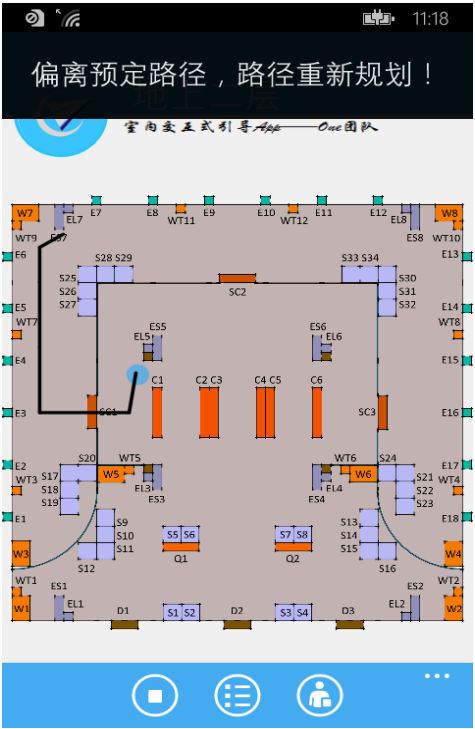 11:18
偏离预定路径，路径重新规划！
地上二层
室内交互式引导App——One团队
W7 EL7 E7 E8 WT11 E9 E10 WT12 E11 E12 EL8 W8
WT9 ES7 ES8 WT10
E6 E13
S28 S29 S33 S34
S25 S30
S26 SC2 S31
S27 S32
E5 E14
WT7 ES5 ES6 WT8
EL5 EL6
E4 E15
C1 C2 C3 C4 C5 C6
E3 SC1 SC3 E16
E2 S20 WT5 WT6 S24 E17
WT3 S17 W5 W6 S21 WT4
S18 EL3 EL4 S22
S19 ES3 ES4 S23
E1 S9 S13 E18
S10 S5 S6 S7 S8 S14
W3 S11 S15 W4
S12 Q1 Q2 S16
WT1 ES1 ES2 WT2
W1 EL1 D1 S1 S2 D2 S3 S4 D3 EL2 W2